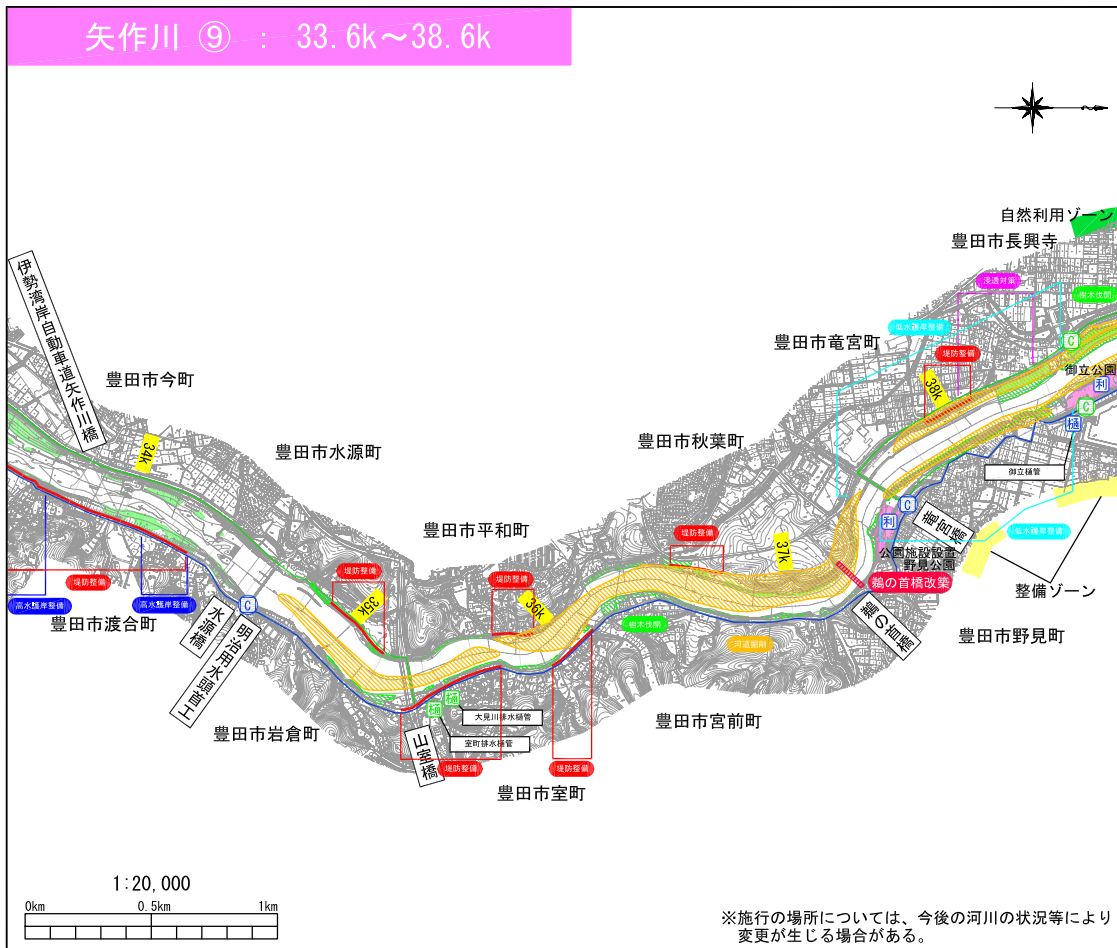 矢作川 ⑨ : 33.6k～38.6k
自然利用ゾーン
豊田市長興寺
浸透対策
樹木伐開
低水護岸整備
豊田市竜宮町
堤防整備
38k
C
御立公園
利
C
樋
御立樋管
伊勢湾岸自動車道矢作川橋
豊田市今町
34k
豊田市水源町
豊田市秋葉町
豊田市平和町
堤防整備
37k
利
C
竜宮橋
低水護岸整備
公園施設設置
野見公園
整備ゾーン
鵜の首橋改築
鵜の首橋
豊田市野見町
堤防整備
35k
堤防整備
36k
樹木伐開
河道掘削
堤防整備
高水護岸整備
高水護岸整備
豊田市渡合町
水源橋
C
明治用水頭首工
豊田市岩倉町
樋
樋
大見川排水樋管
室町排水樋管
山室橋
堤防整備
堤防整備
豊田市宮前町
豊田市室町
1:20,000
0km 0.5km 1km
※施行の場所については、今後の河川の状況等により
変更が生じる場合がある。